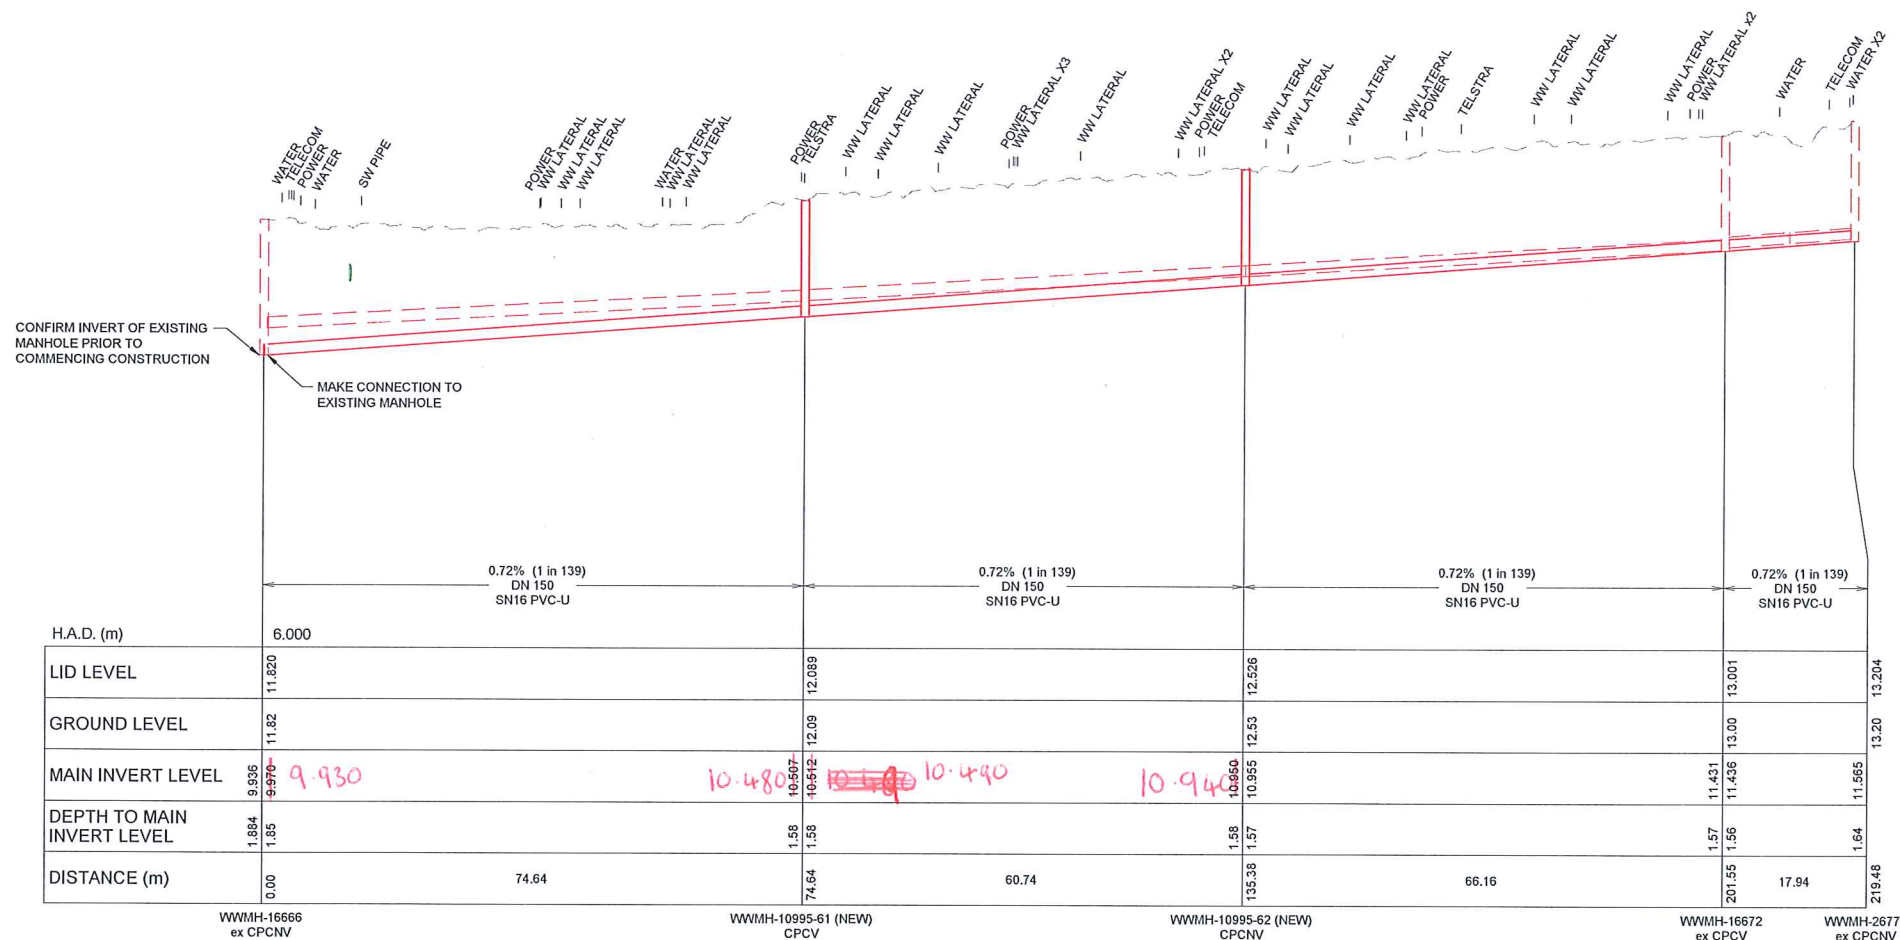 WATER
TELECOM
POWER
WATER
SW PIPE
POWER
WW LATERAL
WW LATERAL
WW LATERAL
WATER
WW LATERAL
WW LATERAL
POWER
TELSTRA
WW LATERAL
WW LATERAL
WW LATERAL
POWER
WW LATERAL X3
WW LATERAL
WW LATERAL X2
POWER
TELECOM
WW LATERAL
WW LATERAL
WW LATERAL
WW LATERAL
POWER
TELSTRA
WW LATERAL
WW LATERAL
WW LATERAL
POWER
WW LATERAL x2
WATER
TELECOM
WATER X2
CONFIRM INVERT OF EXISTING
MANHOLE PRIOR TO
COMMENCING CONSTRUCTION
MAKE CONNECTION TO
EXISTING MANHOLE
0.72% (1 in 139)
DN 150
SN16 PVC-U
0.72% (1 in 139)
DN 150
SN16 PVC-U
0.72% (1 in 139)
DN 150
SN16 PVC-U
0.72% (1 in 139)
DN 150
SN16 PVC-U
H.A.D. (m) 6.000
LID LEVEL 11.820 12.089 12.526 13.001 13.204
GROUND LEVEL 11.82 12.09 12.53 13.00 13.20
MAIN INVERT LEVEL 9.936 9.970 9.930 10.480 10.507 10.512 10.490 10.940 10.950 10.955 11.431 11.436 11.565
DEPTH TO MAIN
INVERT LEVEL 1.884 1.85 1.58 1.58 1.58 1.57 1.57 1.56 1.64
DISTANCE (m) 0.00 74.64 74.64 60.74 135.38 66.16 201.55 17.94 219.48
WWMH-16666
ex CPCNV
WWMH-10995-61 (NEW)
CPCV
WWMH-10995-62 (NEW)
CPCNV
WWMH-16672
ex CPCV
WWMH-2677
ex CPCNV